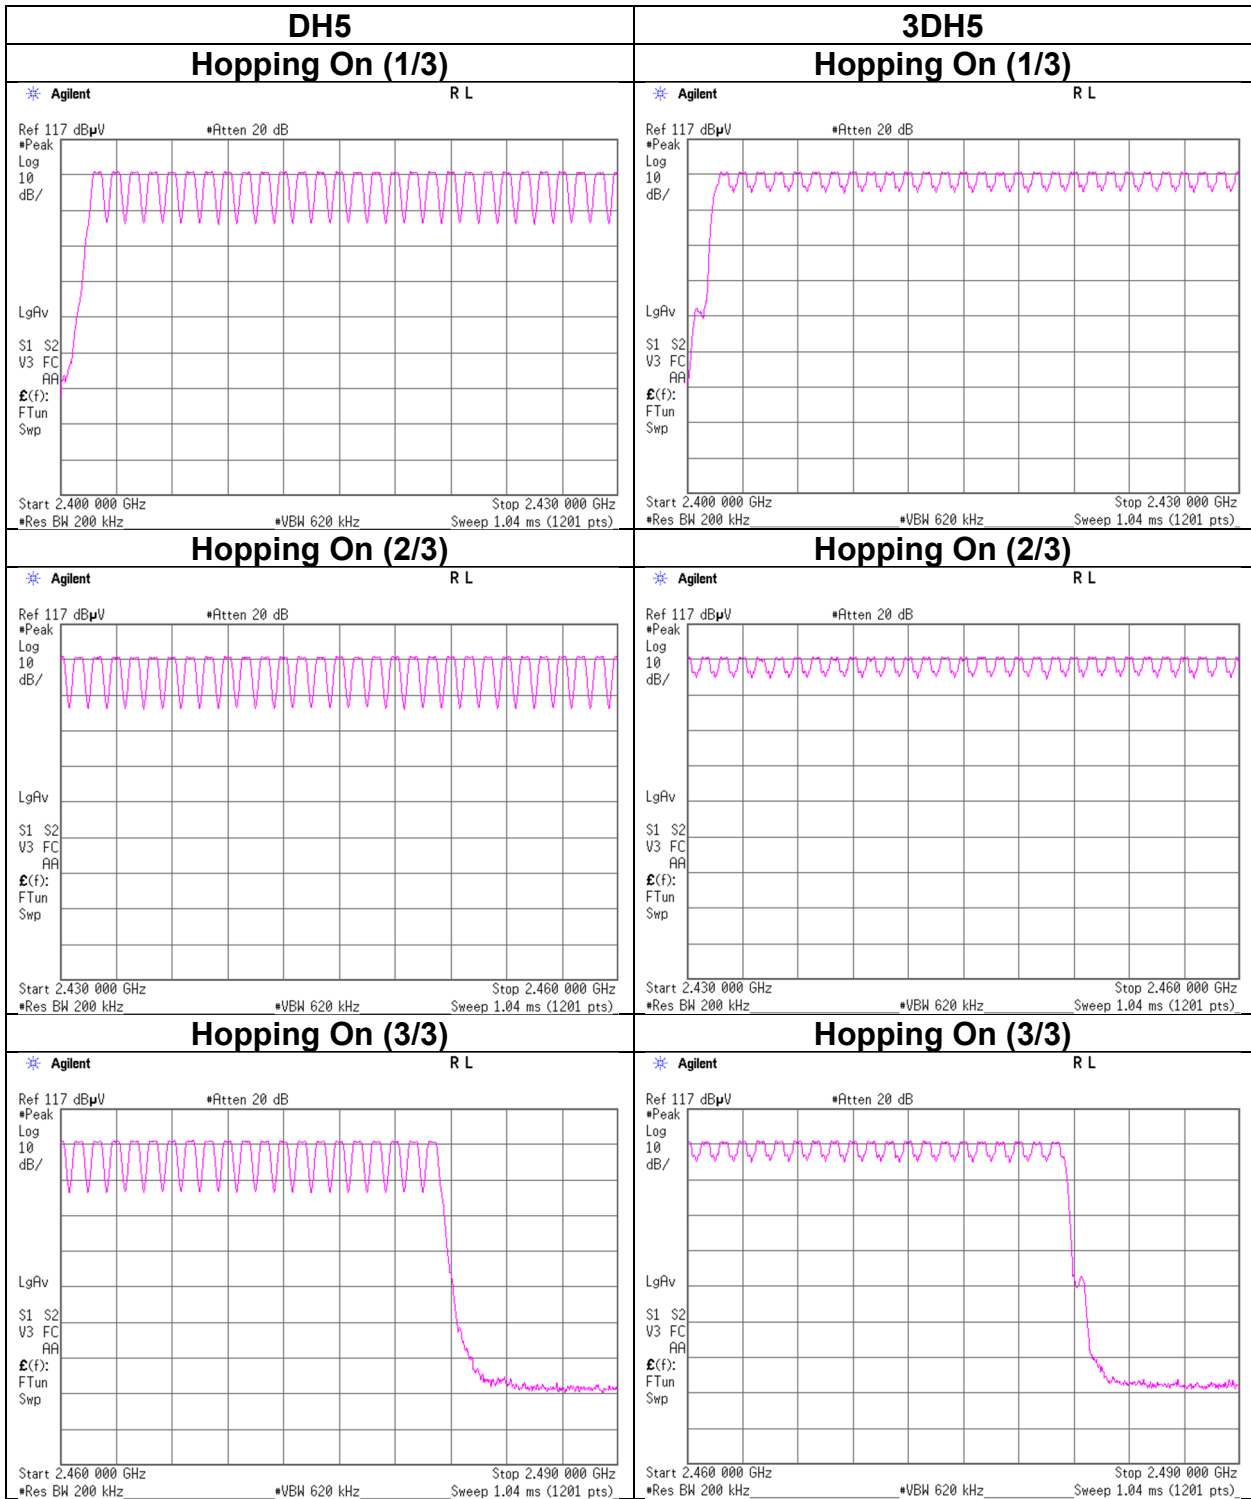 DH5 3DH5
Hopping On (1/3) Hopping On (1/3)
Agilent R L Agilent R L
Ref 117 dBµV #Atten 20 dB Ref 117 dBµV #Atten 20 dB
#Peak #Peak
Log Log
10 10
dB/ dB/
LgAv LgAv
S1 S2 S1 S2
V3 FC V3 FC
AA AA
£(f): £(f):
FTun FTun
Swp Swp
Start 2.400 000 GHz Stop 2.430 000 GHz Start 2.400 000 GHz Stop 2.430 000 GHz
#Res BW 200 kHz #VBW 620 kHz Sweep 1.04 ms (1201 pts) #Res BW 200 kHz #VBW 620 kHz Sweep 1.04 ms (1201 pts)
Hopping On (2/3) Hopping On (2/3)
Agilent R L Agilent R L
Ref 117 dBµV #Atten 20 dB Ref 117 dBµV #Atten 20 dB
#Peak #Peak
Log Log
10 10
dB/ dB/
LgAv LgAv
S1 S2 S1 S2
V3 FC V3 FC
AA AA
£(f): £(f):
FTun FTun
Swp Swp
Start 2.430 000 GHz Stop 2.460 000 GHz Start 2.430 000 GHz Stop 2.460 000 GHz
#Res BW 200 kHz #VBW 620 kHz Sweep 1.04 ms (1201 pts) #Res BW 200 kHz #VBW 620 kHz Sweep 1.04 ms (1201 pts)
Hopping On (3/3) Hopping On (3/3)
Agilent R L Agilent R L
Ref 117 dBµV #Atten 20 dB Ref 117 dBµV #Atten 20 dB
#Peak #Peak
Log Log
10 10
dB/ dB/
LgAv LgAv
S1 S2 S1 S2
V3 FC V3 FC
AA AA
£(f): £(f):
FTun FTun
Swp Swp
Start 2.460 000 GHz Stop 2.490 000 GHz Start 2.460 000 GHz Stop 2.490 000 GHz
#Res BW 200 kHz #VBW 620 kHz Sweep 1.04 ms (1201 pts) #Res BW 200 kHz #VBW 620 kHz Sweep 1.04 ms (1201 pts)